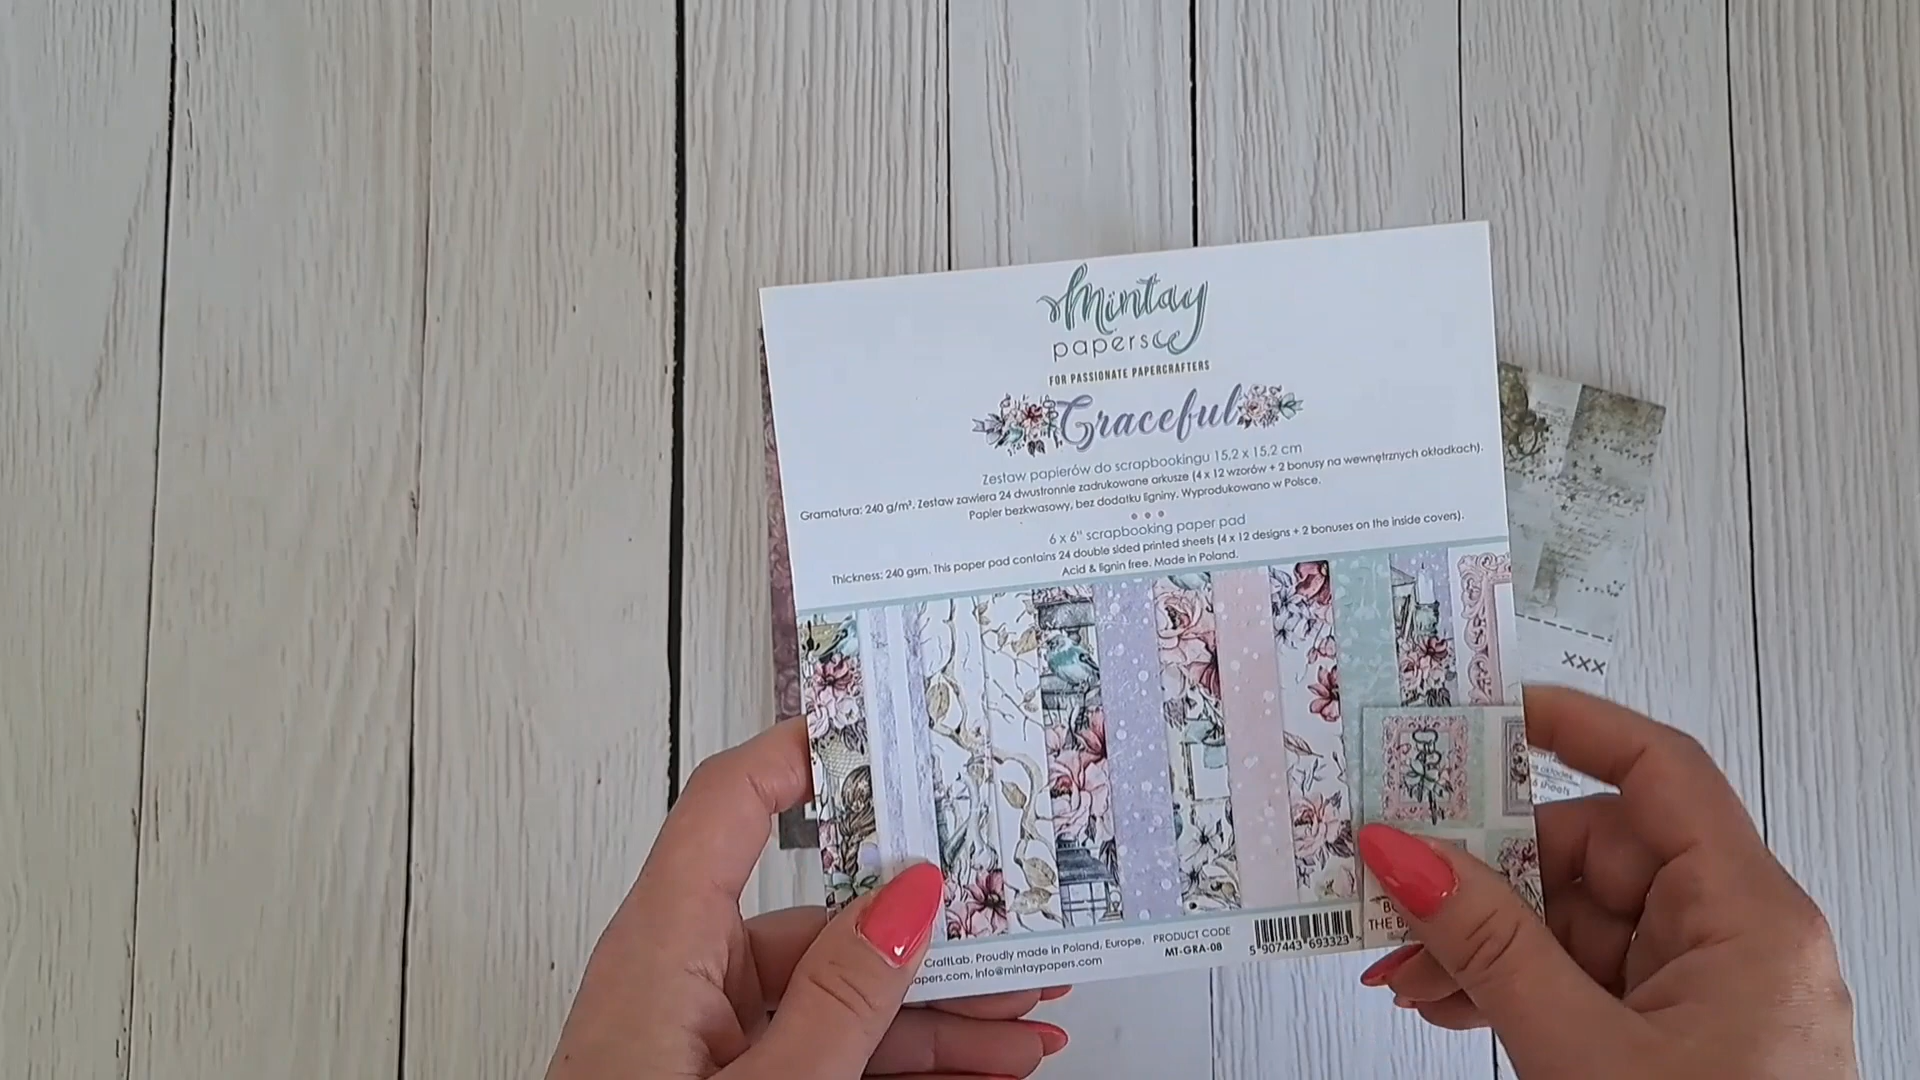 Mintay
papers
FOR PASSIONATE PAPERCRAFTERS
Graceful
Zestaw papierów do scrapbookingu 15,2 x 15,2 cm
Gramatura: 240 g/m². Zestaw zawiera 24 dwustronnie zadrukowane arkusze (4 x 12 wzorów + 2 bonusy na wewnętrznych okładkach).
Papier bezkwasowy, bez dodatku ligniny. Wyprodukowano w Polsce.
6 x 6" scrapbooking paper pad
Thickness: 240 gsm. This paper pad contains 24 double sided printed sheets (4 x 12 designs + 2 bonuses on the inside covers).
Acid & lignin free. Made in Poland.
XXX
sheets
THE
CraftLab. Proudly made in Poland, Europe.
apers.com, info@mintaypapers.com
PRODUCT CODE
MT-GRA-08
5 907443 693323 >